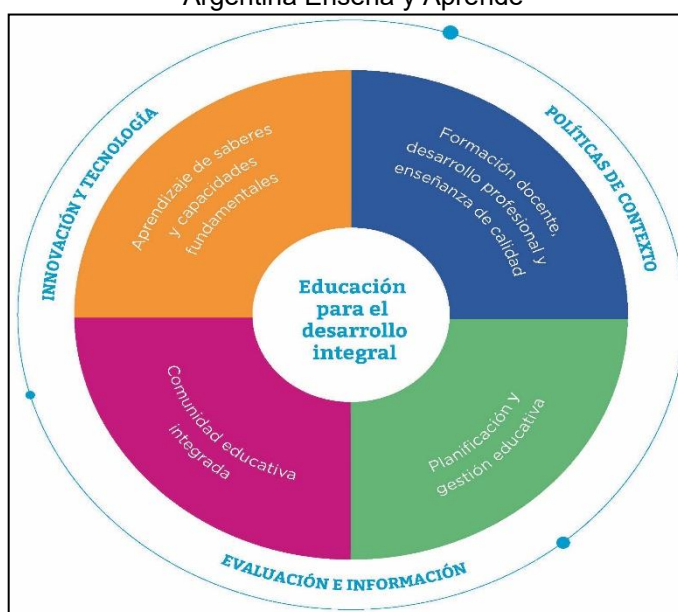 Argentina Enseña y Aprende
INNOVACIÓN Y TECNOLOGÍA
POLÍTICAS DE CONTEXTO
Aprendizaje de saberes
y capacidades
fundamentales
Formación docente,
desarrollo profesional y
enseñanza de calidad
Educación
para el
desarrollo
integral
Comunidad educativa
integrada
Planificación y
gestión educativa
EVALUACIÓN E INFORMACIÓN